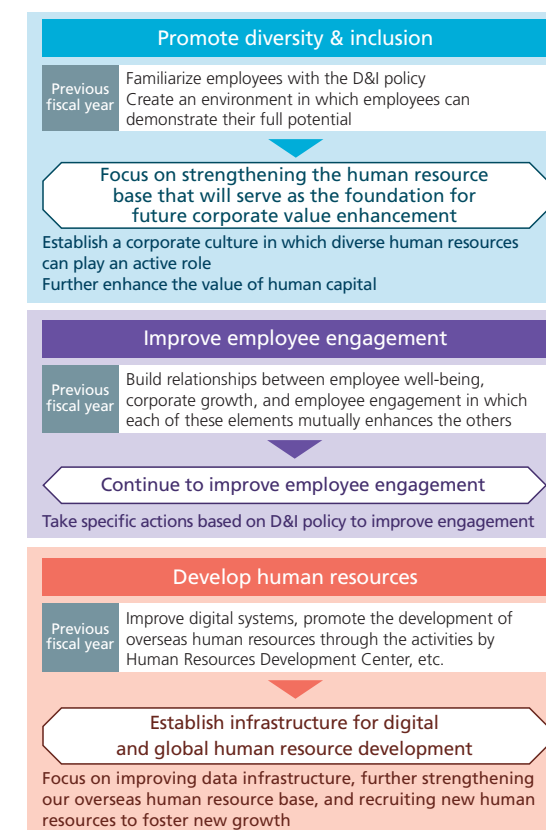 Promote diversity & inclusion
Previous
fiscal year
Familiarize employees with the D&I policy
Create an environment in which employees can
demonstrate their full potential
Focus on strengthening the human resource
base that will serve as the foundation for
future corporate value enhancement
Establish a corporate culture in which diverse human resources
can play an active role
Further enhance the value of human capital
Improve employee engagement
Previous
fiscal year
Build relationships between employee well-being,
corporate growth, and employee engagement in which
each of these elements mutually enhances the others
Continue to improve employee engagement
Take specific actions based on D&I policy to improve engagement
Develop human resources
Previous
fiscal year
Improve digital systems, promote the development of
overseas human resources through the activities by
Human Resources Development Center, etc.
Establish infrastructure for digital
and global human resource development
Focus on improving data infrastructure, further strengthening
our overseas human resource base, and recruiting new human
resources to foster new growth